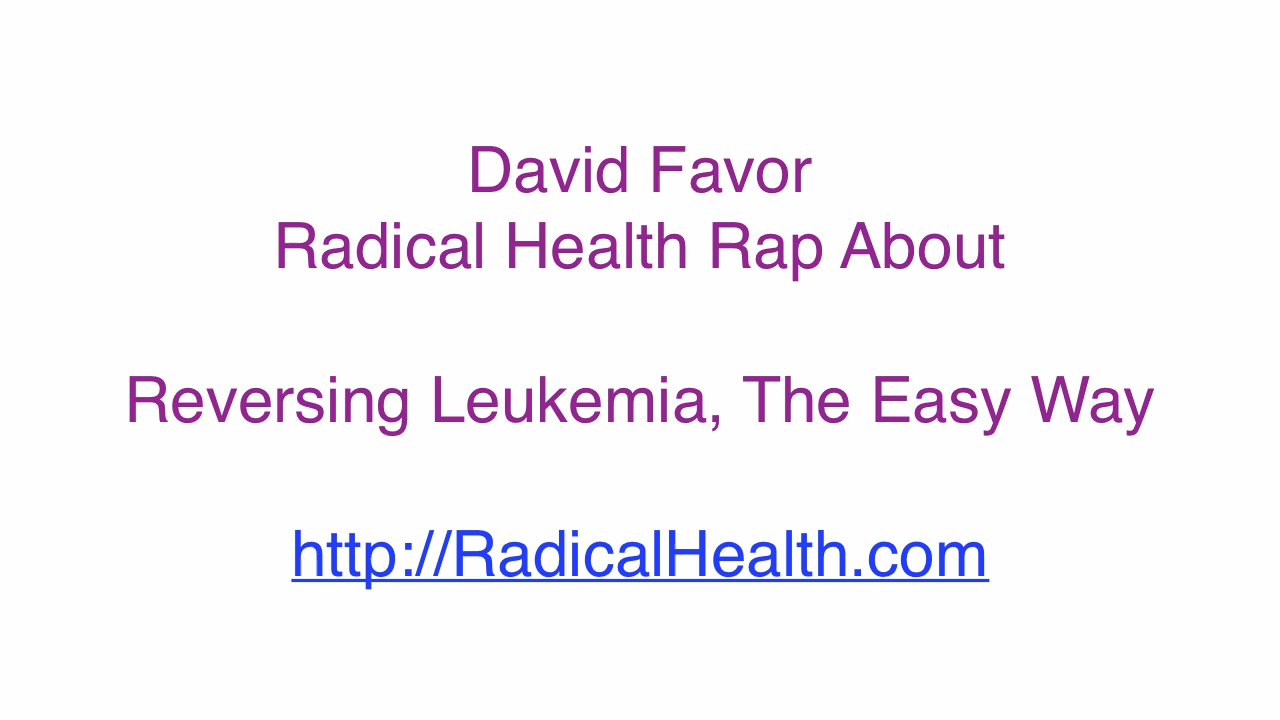 David Favor
Radical Health Rap About
Reversing Leukemia, The Easy Way
http://RadicalHealth.com